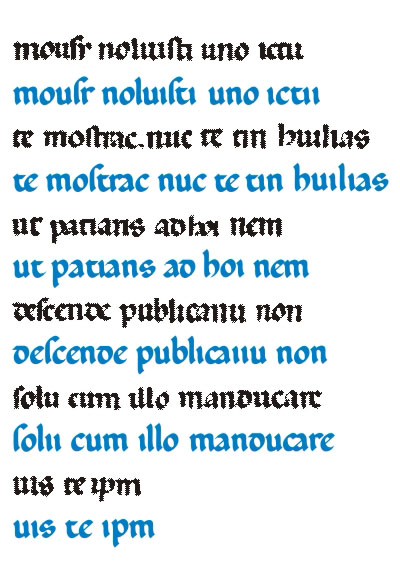 mouſr noluiſti uno ictu
mouſr noluiſti uno ictu
te moſtrac.nuc te tin huilias
te moſtrac nuc te tin huilias
ut patians ad hoi nem
ut patians ad hoi nem
deſcende publicanu non
deſcende publicanu non
ſolu cum illo manducare
ſolu cum illo manducare
uis te ipm
uis te ipm